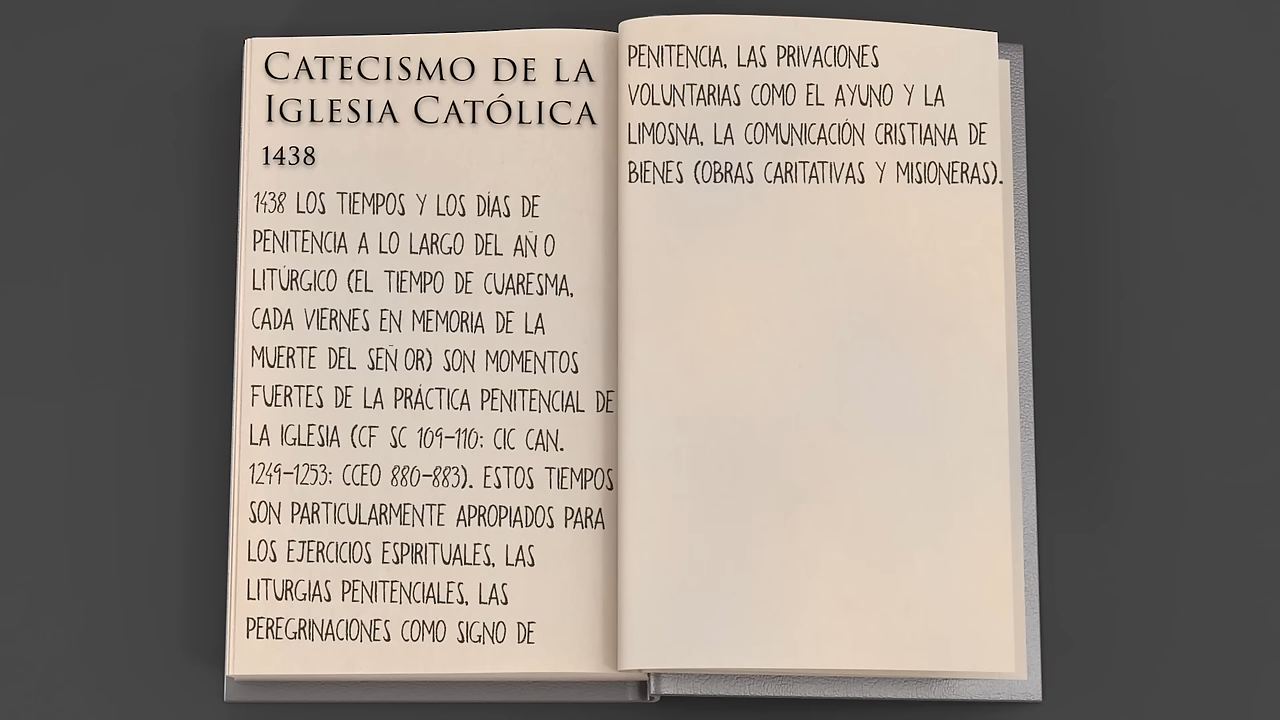 CATECISMO DE LA
IGLESIA CATÓLICA
1438
1438 LOS TIEMPOS Y LOS DÍAS DE
PENITENCIA A LO LARGO DEL AÑ O
LITÚRGICO (EL TIEMPO DE CUARESMA,
CADA VIERNES EN MEMORIA DE LA
MUERTE DEL SEÑ OR) SON MOMENTOS
FUERTES DE LA PRÁCTICA PENITENCIAL DE
LA IGLESIA (CF SC 109-110; CIC CAN.
1249-1253; CCEO 880-883). ESTOS TIEMPOS
SON PARTICULARMENTE APROPIADOS PARA
LOS EJERCICIOS ESPIRITUALES, LAS
LITURGIAS PENITENCIALES, LAS
PEREGRINACIONES COMO SIGNO DE
PENITENCIA, LAS PRIVACIONES
VOLUNTARIAS COMO EL AYUNO Y LA
LIMOSNA, LA COMUNICACIÓN CRISTIANA DE
BIENES (OBRAS CARITATIVAS Y MISIONERAS).